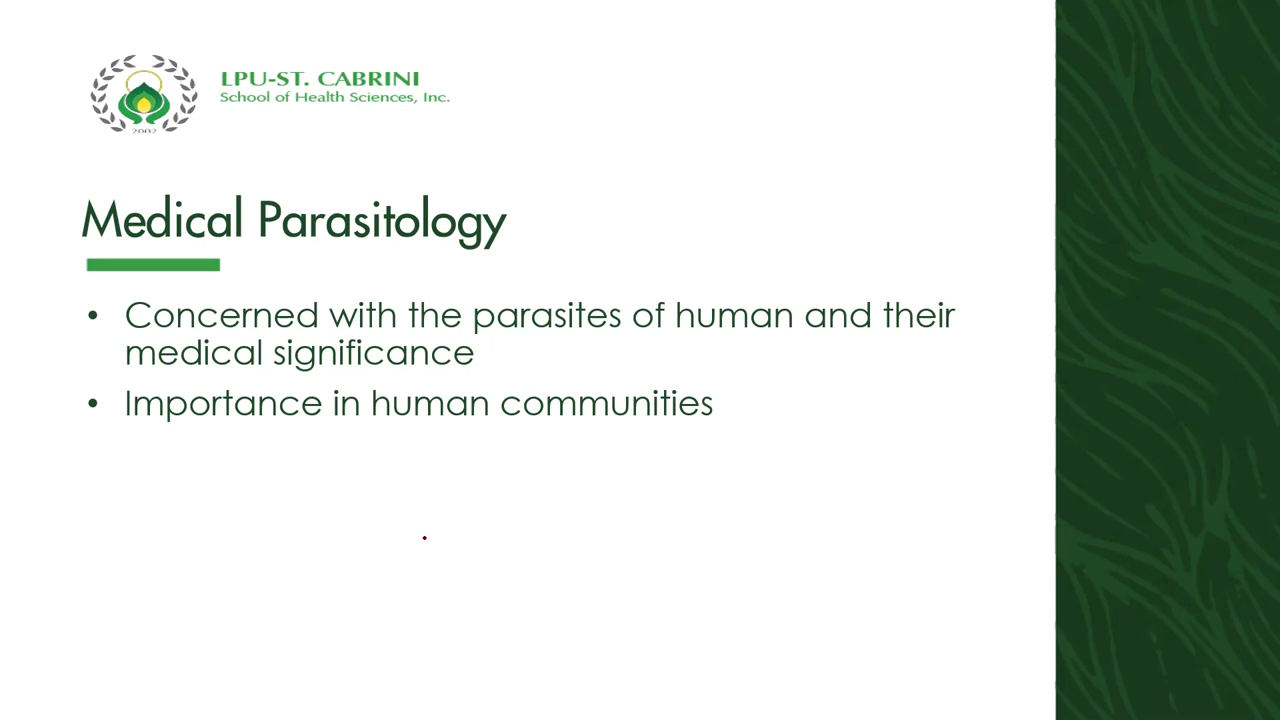 LPU-ST. CABRINI
School of Health Sciences, Inc.
2002
Medical Parasitology
• Concerned with the parasites of human and their
medical significance
• Importance in human communities